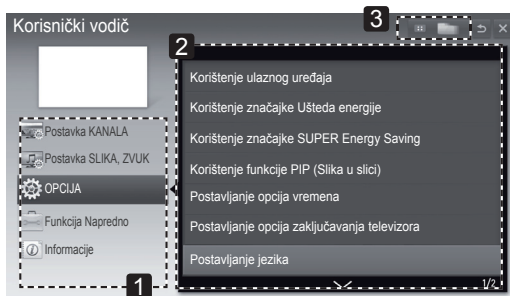 Korisnički vodič
3
2
Postavka KANALA
Postavka SLIKA, ZVUK
OPCIJA
Funkcija Napredno
Informacije
1
Korištenje ulaznog uređaja
Korištenje značajke Ušteda energije
Korištenje značajke SUPER Energy Saving
Korištenje funkcije PIP (Slika u slici)
Postavljanje opcija vremena
Postavljanje opcija zaključavanja televizora
Postavljanje jezika
1/2